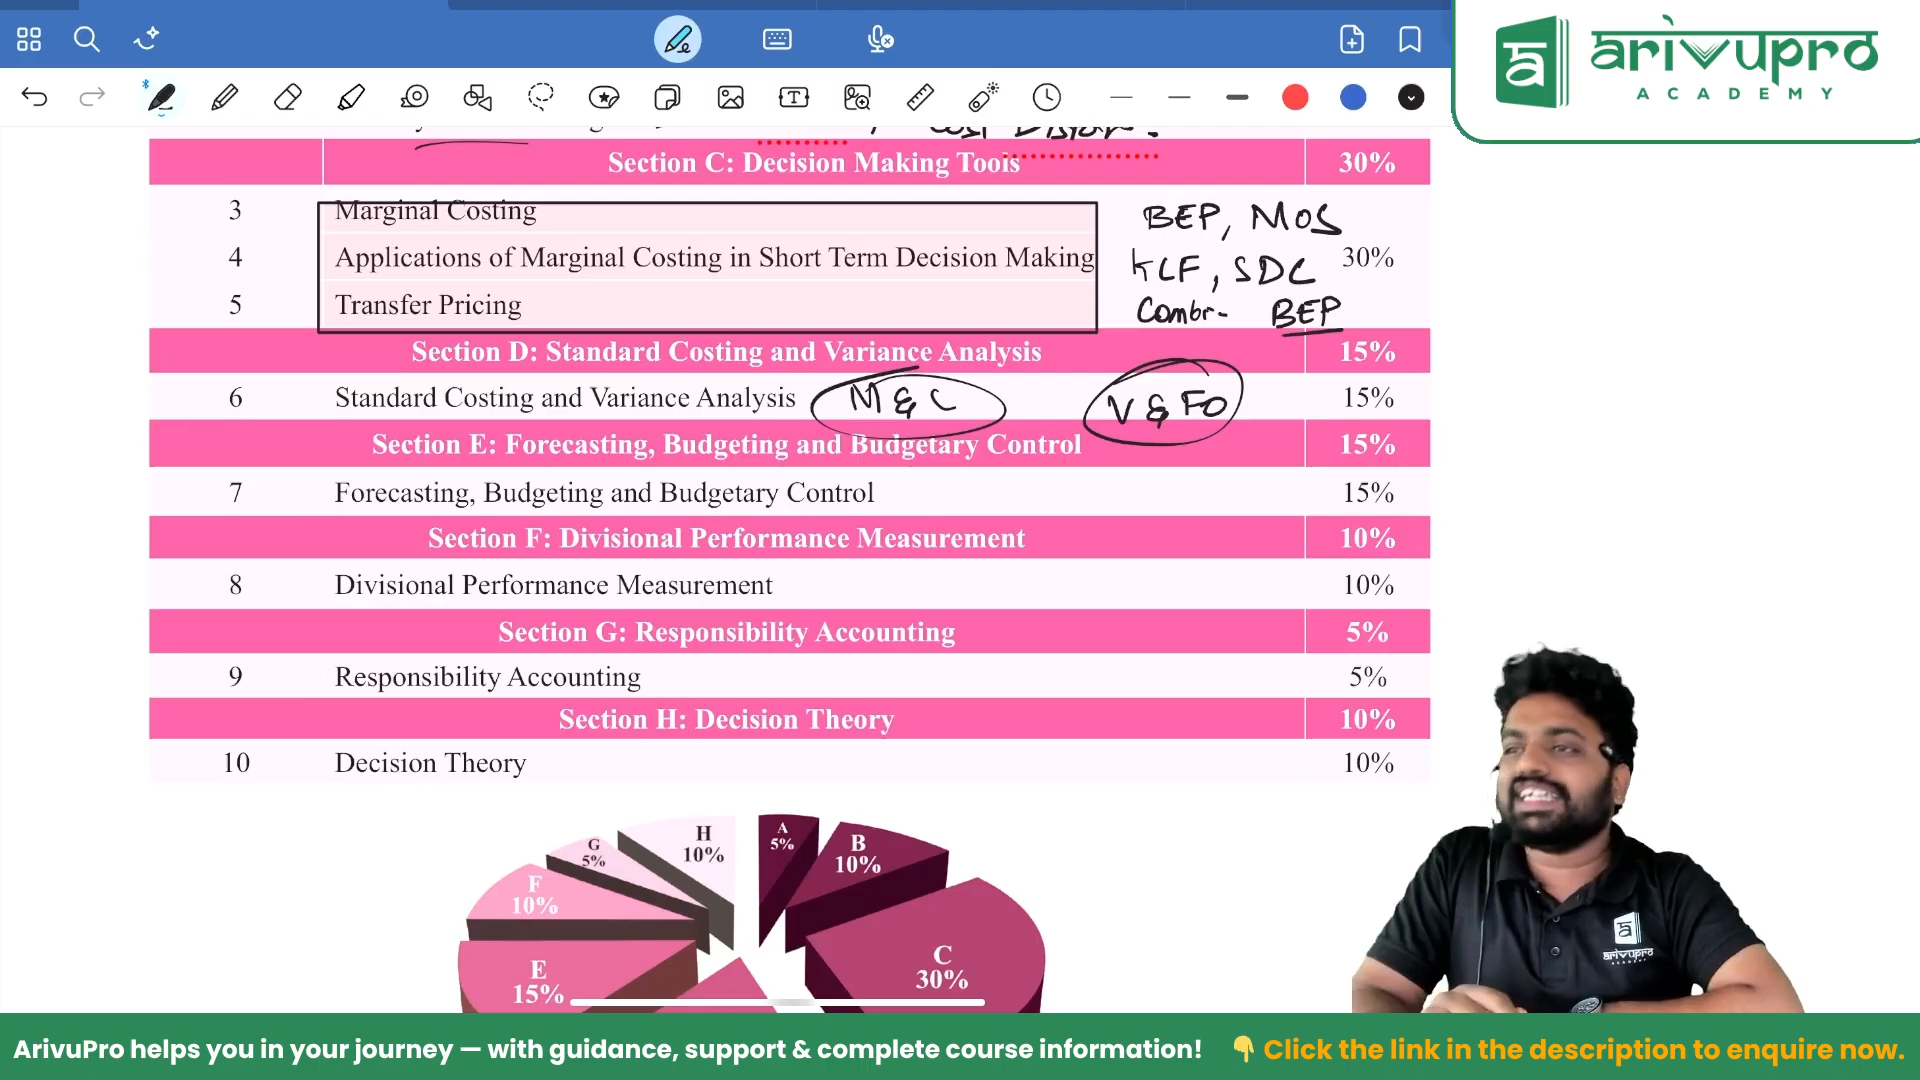 arivupro
ACADEMY
Cost
Section C: Decision Making Tools 30%
3 Marginal Costing BEP, MOS
4 Applications of Marginal Costing in Short Term Decision Making KLF, SDC 30%
5 Transfer Pricing Combr- BEP
Section D: Standard Costing and Variance Analysis 15%
6 Standard Costing and Variance Analysis M & L V & FO 15%
Section E: Forecasting, Budgeting and Budgetary Control 15%
7 Forecasting, Budgeting and Budgetary Control 15%
Section F: Divisional Performance Measurement 10%
8 Divisional Performance Measurement 10%
Section G: Responsibility Accounting 5%
9 Responsibility Accounting 5%
Section H: Decision Theory 10%
10 Decision Theory 10%
A
5%
B
10%
C
30%
E
15%
F
10%
G
5%
H
10%
arivupro
ArivuPro helps you in your journey — with guidance, support & complete course information! 👇 Click the link in the description to enquire now.